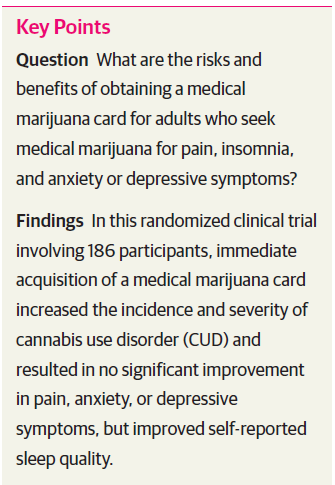 Key Points
Question What are the risks and
benefits of obtaining a medical
marijuana card for adults who seek
medical marijuana for pain, insomnia,
and anxiety or depressive symptoms?
Findings In this randomized clinical trial
involving 186 participants, immediate
acquisition of a medical marijuana card
increased the incidence and severity of
cannabis use disorder (CUD) and
resulted in no significant improvement
in pain, anxiety, or depressive
symptoms, but improved self-reported
sleep quality.